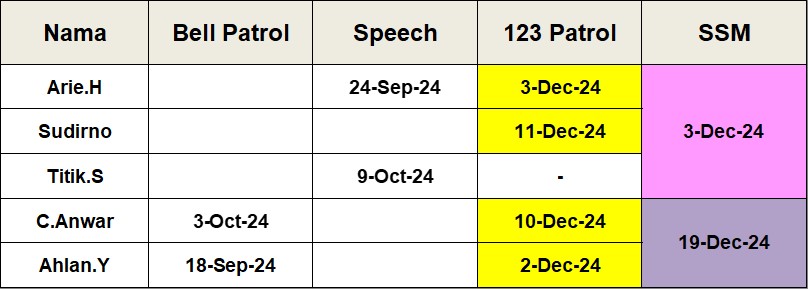 Nama Bell Patrol Speech 123 Patrol SSM
Arie.H 24-Sep-24 3-Dec-24
Sudirno 11-Dec-24 3-Dec-24
Titik.S 9-Oct-24 -
C.Anwar 3-Oct-24 10-Dec-24
19-Dec-24
Ahlan.Y 18-Sep-24 2-Dec-24